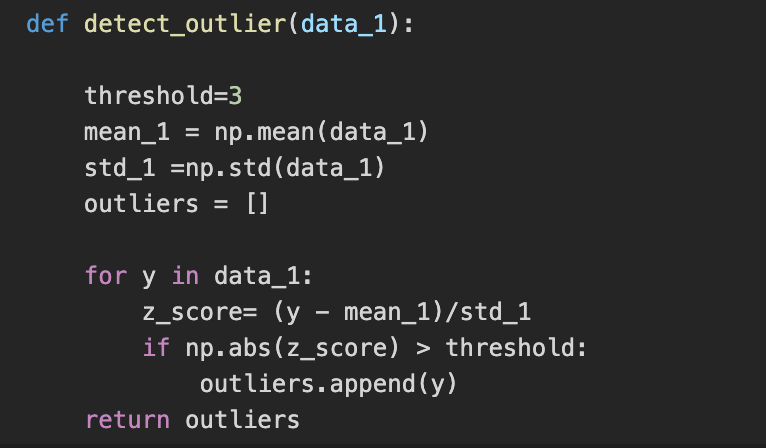 def detect_outlier(data_1):
    threshold=3
    mean_1 = np.mean(data_1)
    std_1 =np.std(data_1)
    outliers = []
    for y in data_1:
        z_score= (y - mean_1)/std_1
        if np.abs(z_score) > threshold:
            outliers.append(y)
    return outliers